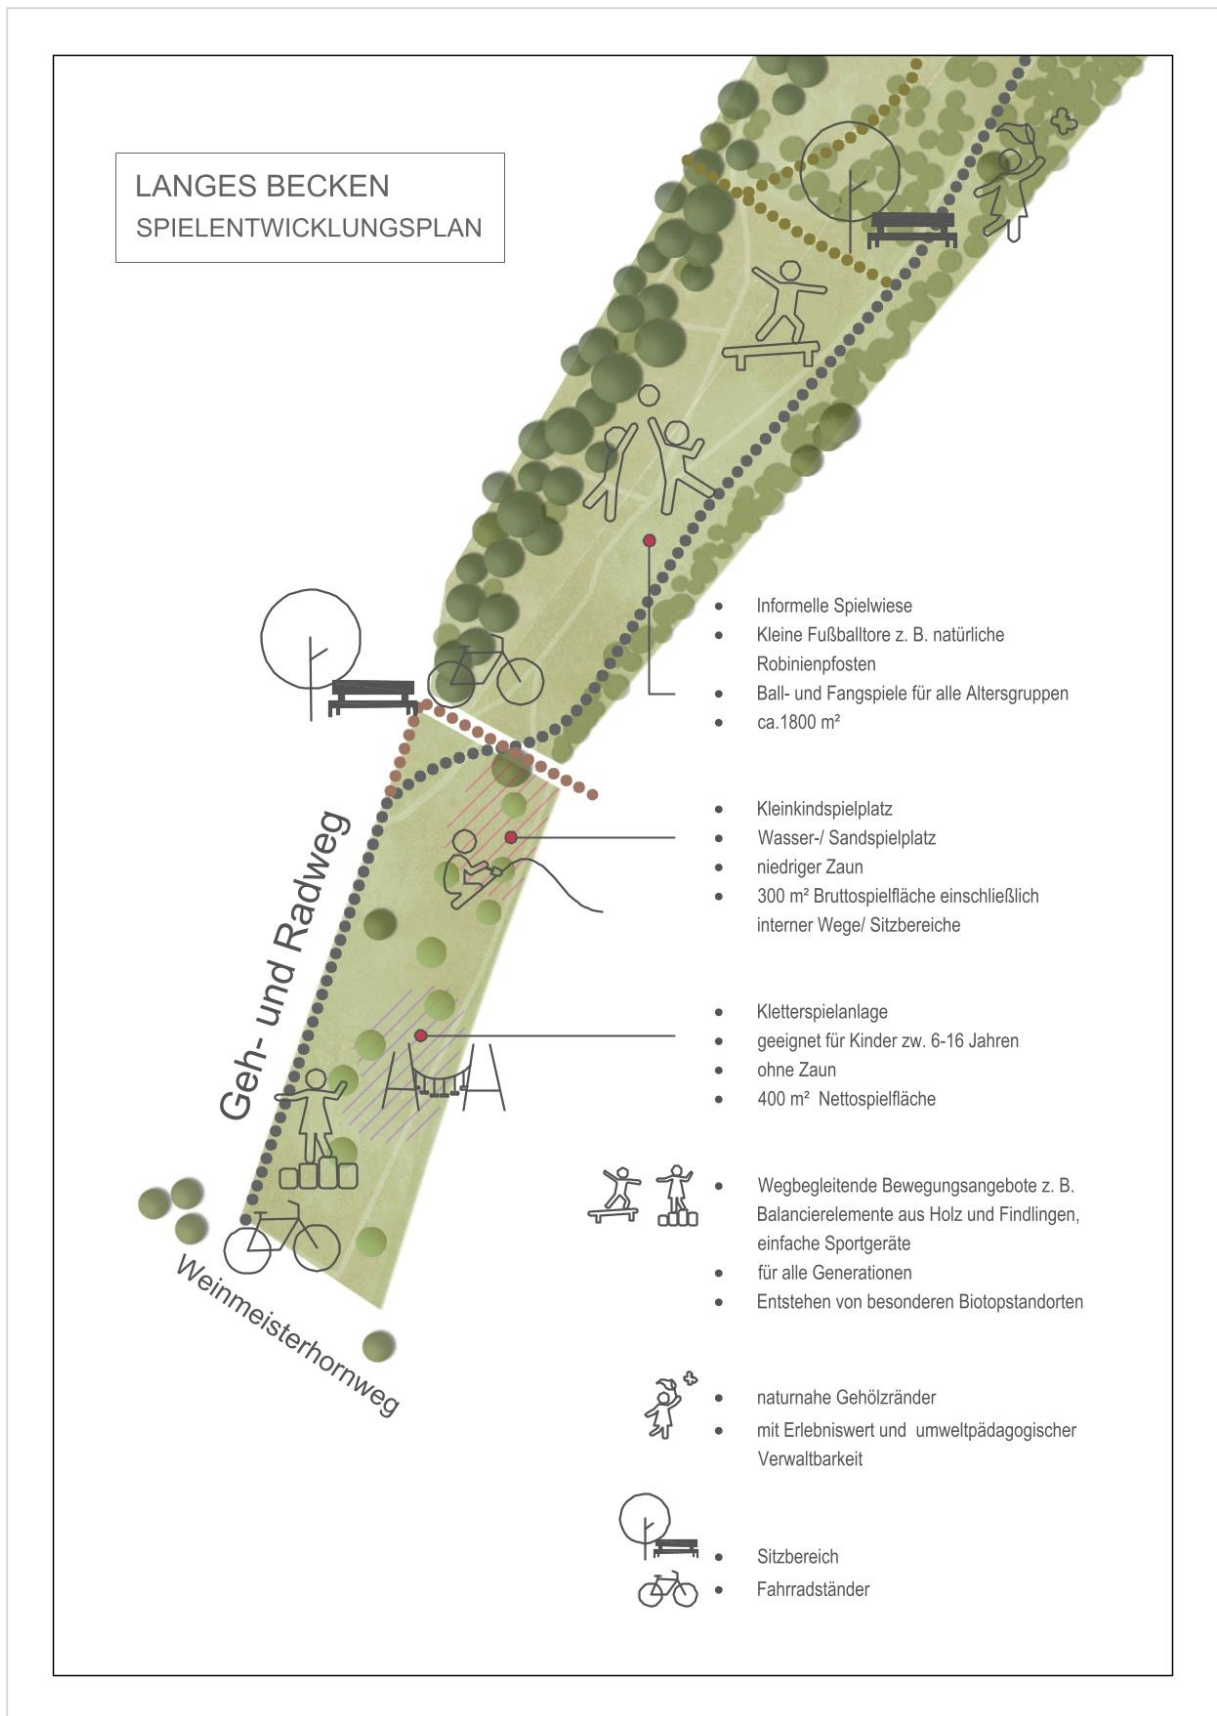 LANGES BECKEN
SPIELENTWICKLUNGSPLAN
• Informelle Spielwiese
• Kleine Fußballtore z. B. natürliche
Robinienpfosten
• Ball- und Fangspiele für alle Altersgruppen
• ca.1800 m²
• Kleinkindspielplatz
• Wasser-/ Sandspielplatz
• niedriger Zaun
• 300 m² Bruttospielfläche einschließlich
interner Wege/ Sitzbereiche
Geh- und Radweg
• Kletterspielanlage
• geeignet für Kinder zw. 6-16 Jahren
• ohne Zaun
• 400 m² Nettospielfläche
• Wegbegleitende Bewegungsangebote z. B.
Balancierelemente aus Holz und Findlingen,
einfache Sportgeräte
• für alle Generationen
• Entstehen von besonderen Biotopstandorten
Weinmeisterhornweg
• naturnahe Gehölzränder
• mit Erlebniswert und umweltpädagogischer
Verwaltbarkeit
• Sitzbereich
• Fahrradständer